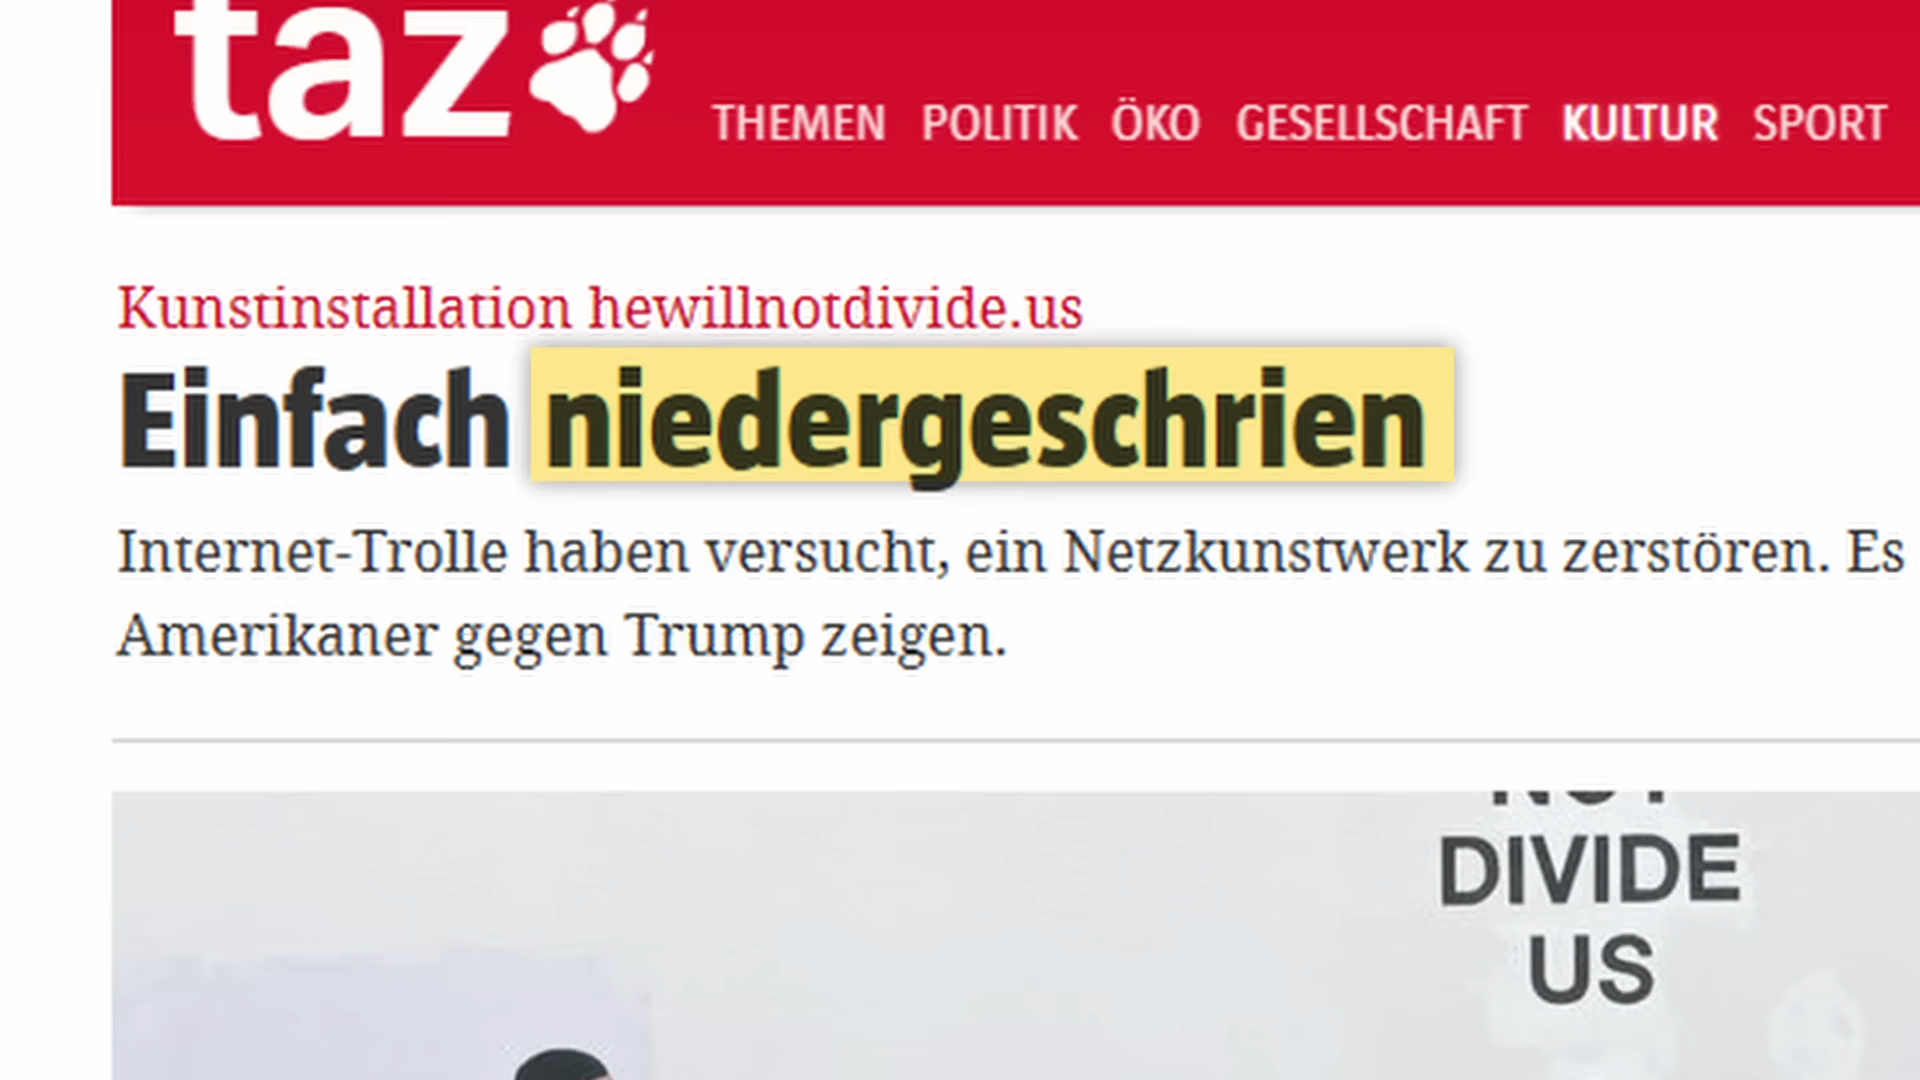 taz
THEMEN POLITIK ÖKO GESELLSCHAFT KULTUR SPORT
Kunstinstallation hewillnotdivide.us
Einfach niedergeschrien
Internet-Trolle haben versucht, ein Netzkunstwerk zu zerstören. Es
Amerikaner gegen Trump zeigen.
NOT
DIVIDE
US